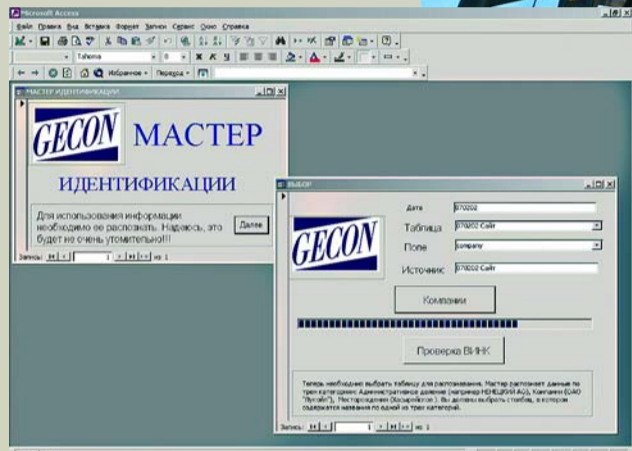 Microsoft Access
Файл Правка Вид Вставка Формат Записи Сервис Окно Справка
Tahoma 8 Ж К Ч
Избранное Переход
МАСТЕР ИДЕНТИФИКАЦИИ
GECON МАСТЕР
ИДЕНТИФИКАЦИИ
Для использования информации
необходимо ее распознать. Надеюсь, это
будет не очень утомительно!!!
Далее
Запись: 1 из 1
ВЫБОР
GECON
Дата 070202
Таблица 070202 Сайт
Поле company
Источник 070202 Сайт
Компании
Проверка ВИНК
Теперь необходимо выбрать таблицу для распознавания. Мастер распознает данные по
трем категориям: Административное деление (например НЕНЕЦКИЙ АО), Компании (ОАО
"Лукойл"), Месторождения (Хасырейское). Вы должны выбрать столбец, в котором
содержатся названия по одной из трех категорий.
Запись: 1 из 1